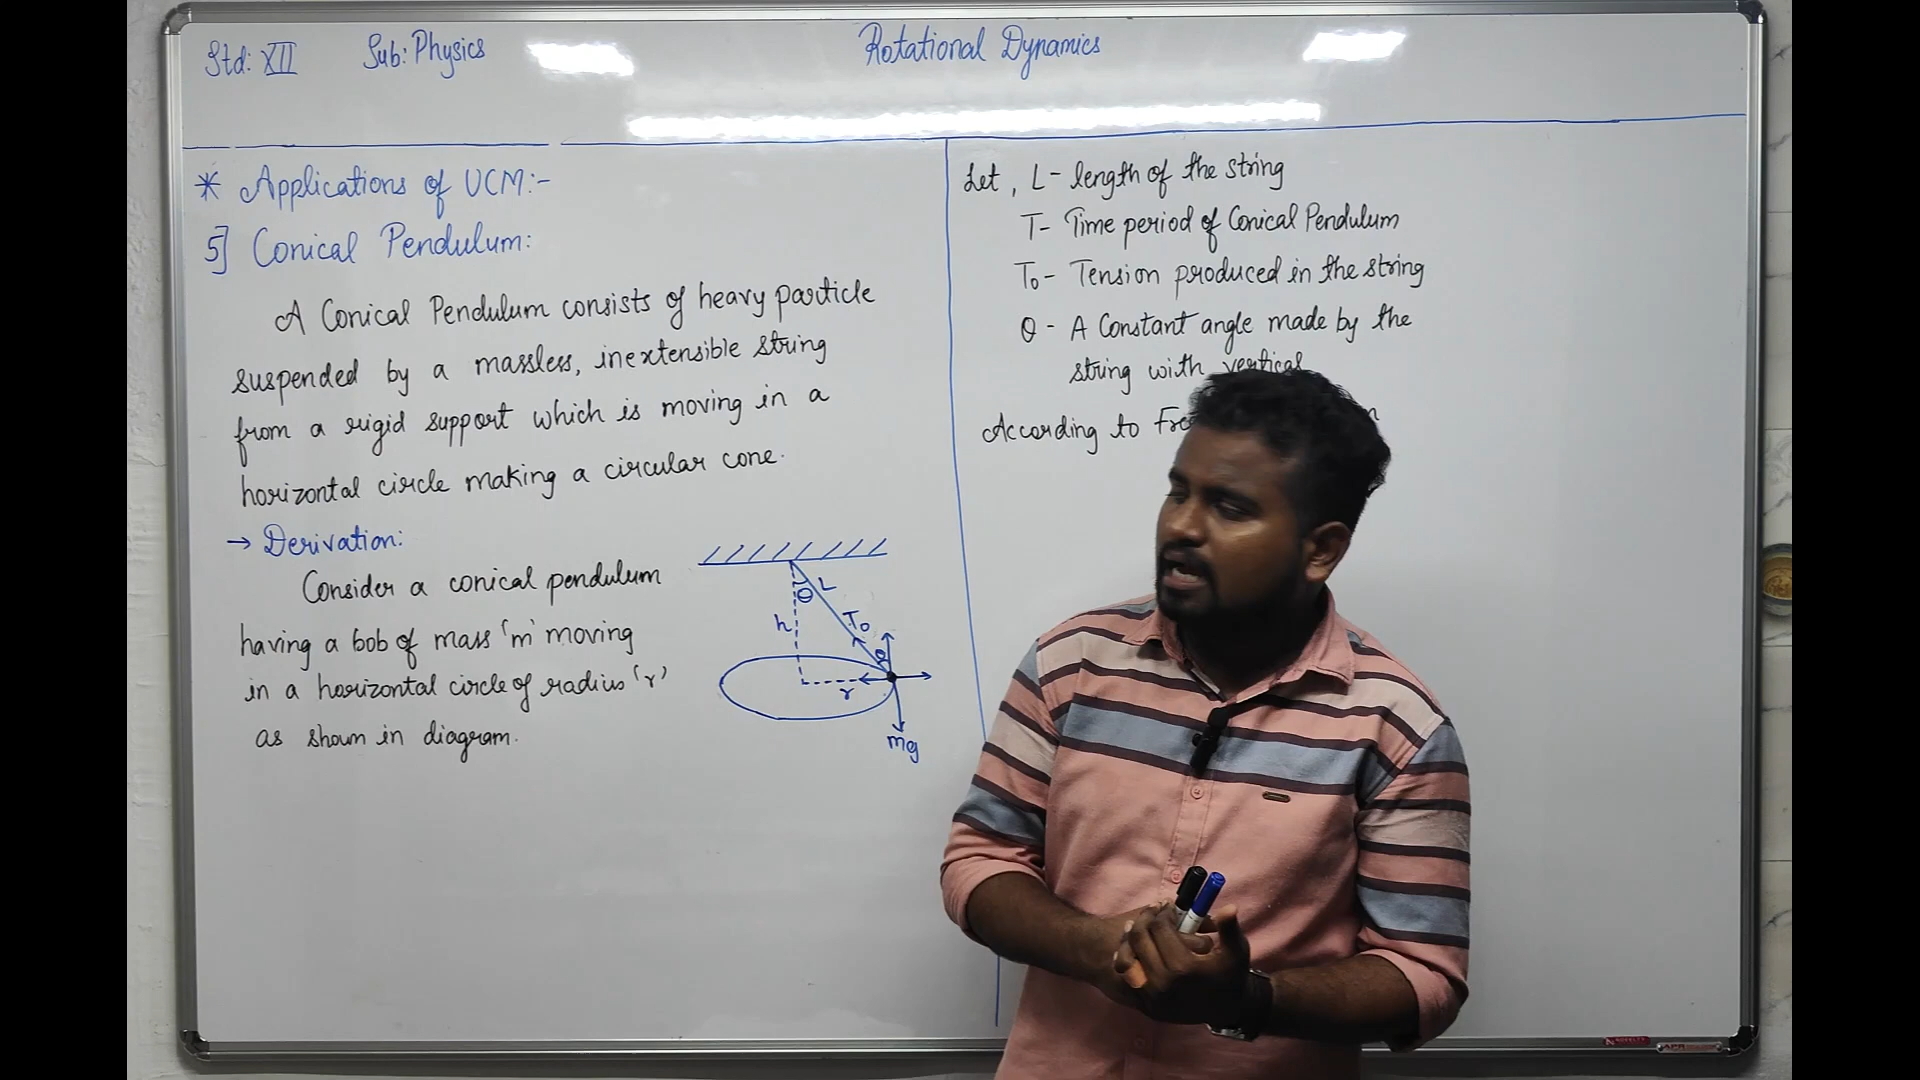 Std: XII Sub: Physics Rotational Dynamics
* Applications of UCM:-
5] Conical Pendulum:
A Conical Pendulum consists of heavy particle
suspended by a massless, inextensible string
from a rigid support which is moving in a
horizontal circle making a circular cone.
→ Derivation:
Consider a conical pendulum
having a bob of mass 'm' moving
in a horizontal circle of radius 'r'
as shown in diagram.
θ L
h T₀
θ
r
mg
Let, L - length of the string
T - Time period of Conical Pendulum
T₀ - Tension produced in the string
θ - A Constant angle made by the
string with vertical
According to